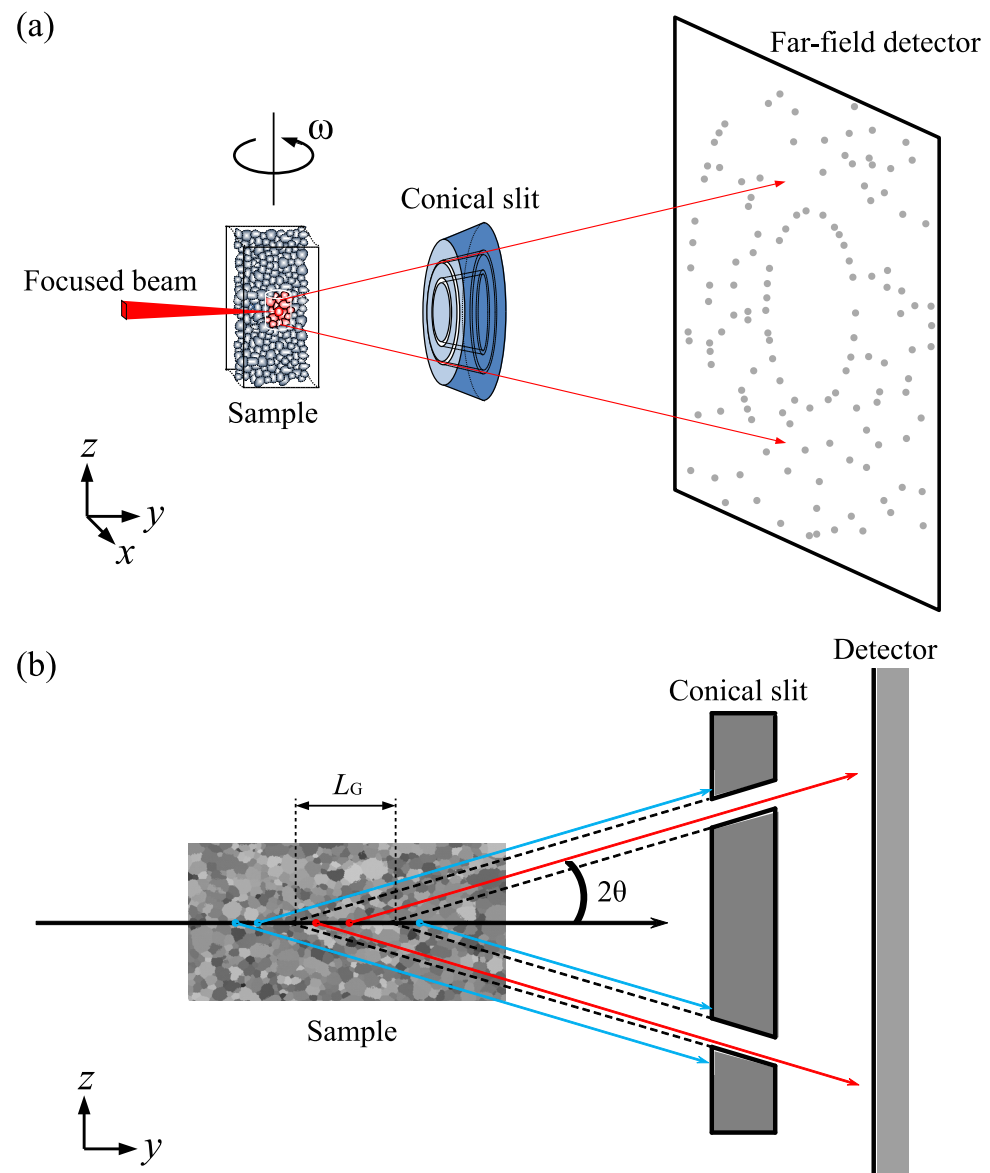 (a)
Far-field detector
ω
Conical slit
Focused beam
Sample
z
y
x
(b)
Detector
Conical slit
LG
2θ
Sample
z
y